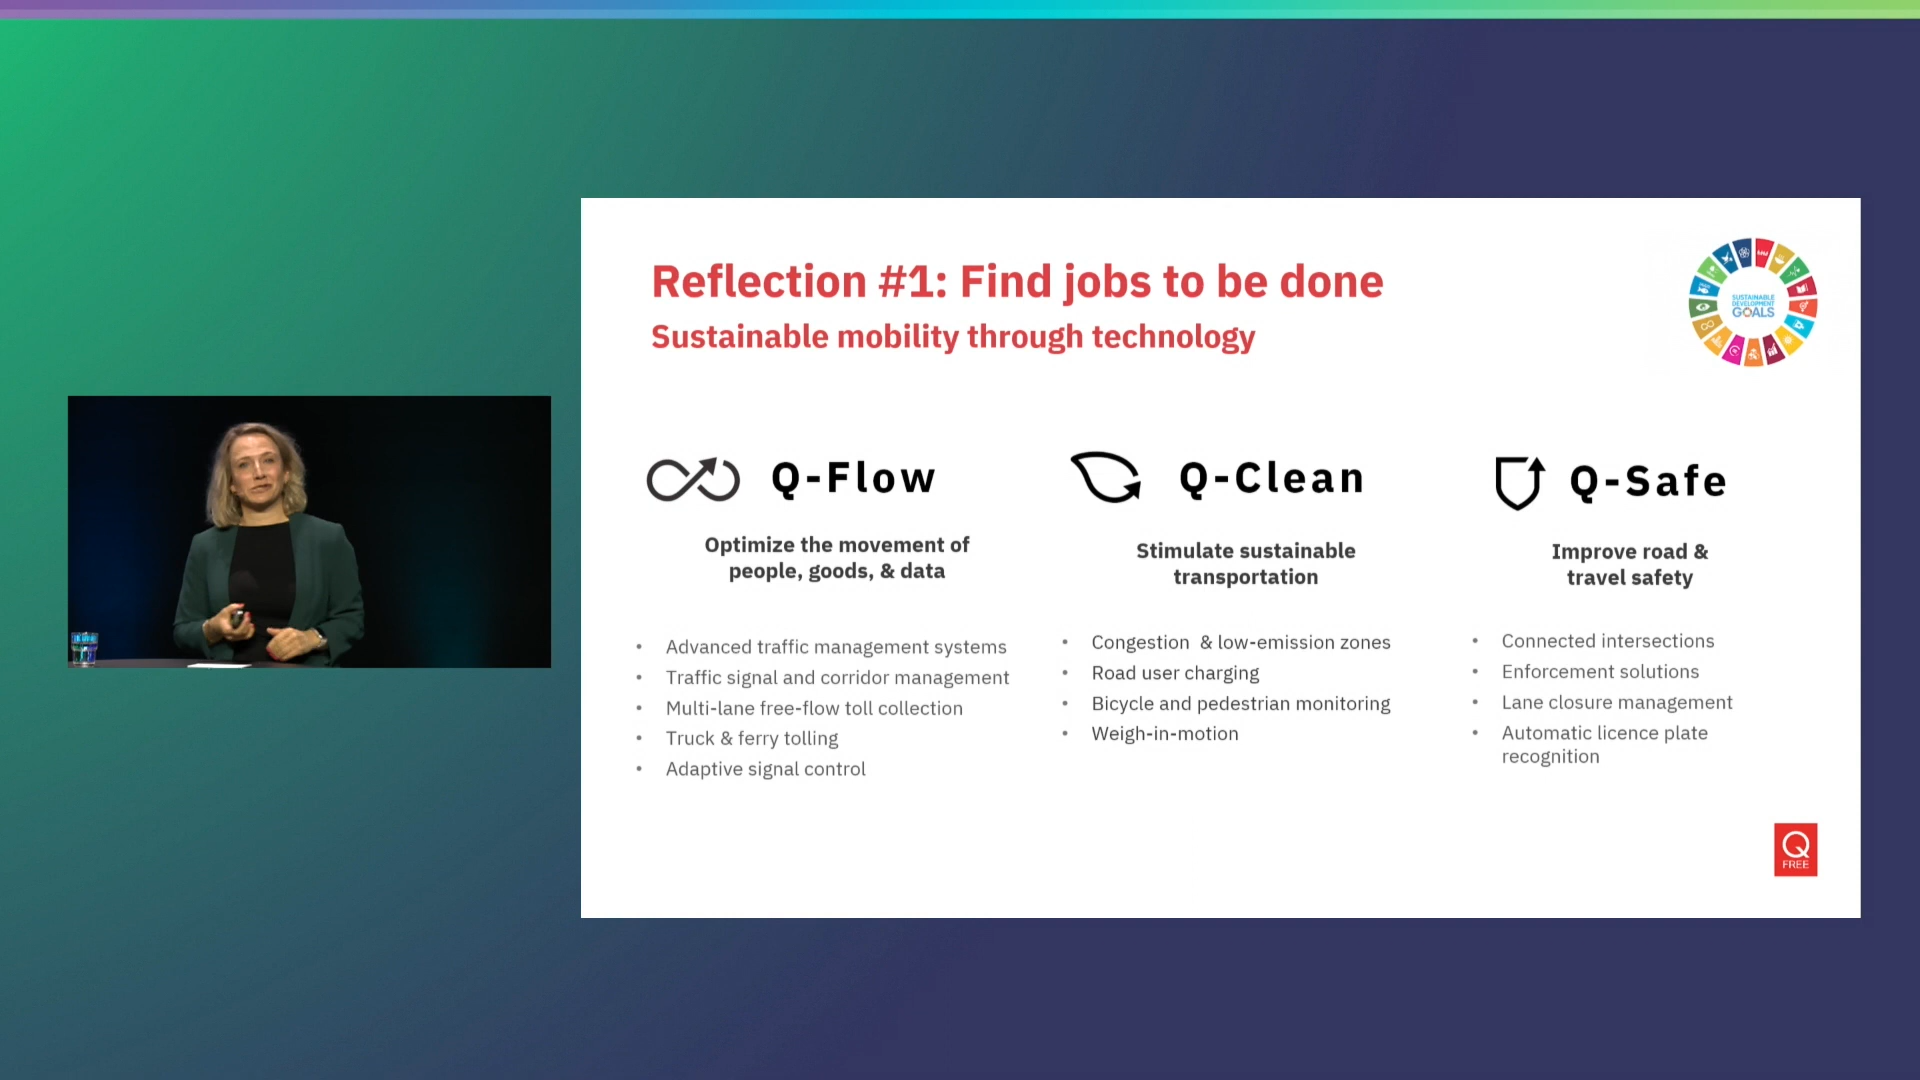 Reflection #1: Find jobs to be done
Sustainable mobility through technology
SUSTAINABLE
DEVELOPMENT
GOALS
Q-Flow
Optimize the movement of
people, goods, & data
• Advanced traffic management systems
• Traffic signal and corridor management
• Multi-lane free-flow toll collection
• Truck & ferry tolling
• Adaptive signal control
Q-Clean
Stimulate sustainable
transportation
• Congestion & low-emission zones
• Road user charging
• Bicycle and pedestrian monitoring
• Weigh-in-motion
Q-Safe
Improve road &
travel safety
• Connected intersections
• Enforcement solutions
• Lane closure management
• Automatic licence plate
recognition
Q
FREE